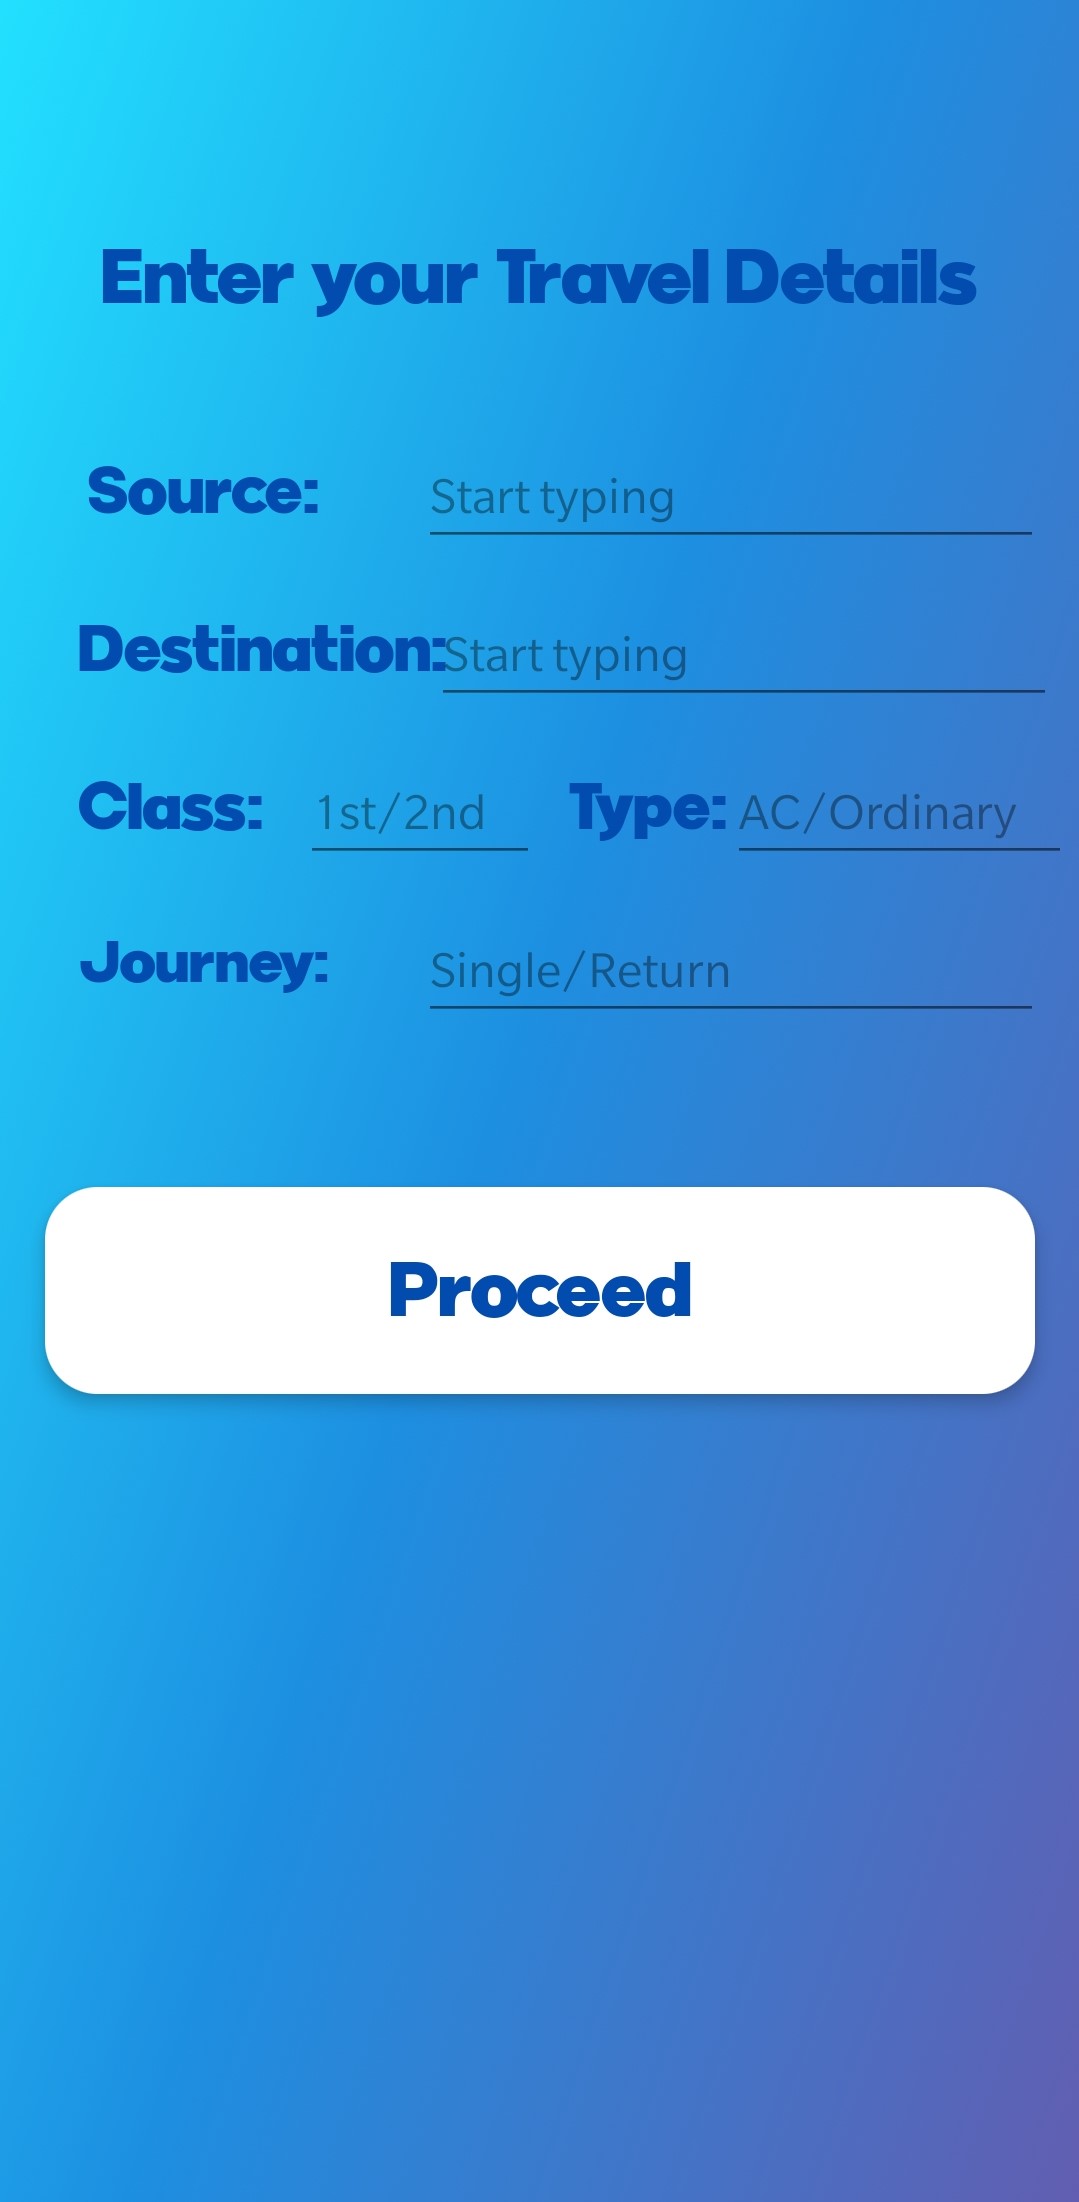 Enter your Travel Details
Source: Start typing
Destination: Start typing
Class: 1st/2nd Type: AC/Ordinary
Journey: Single/Return
Proceed